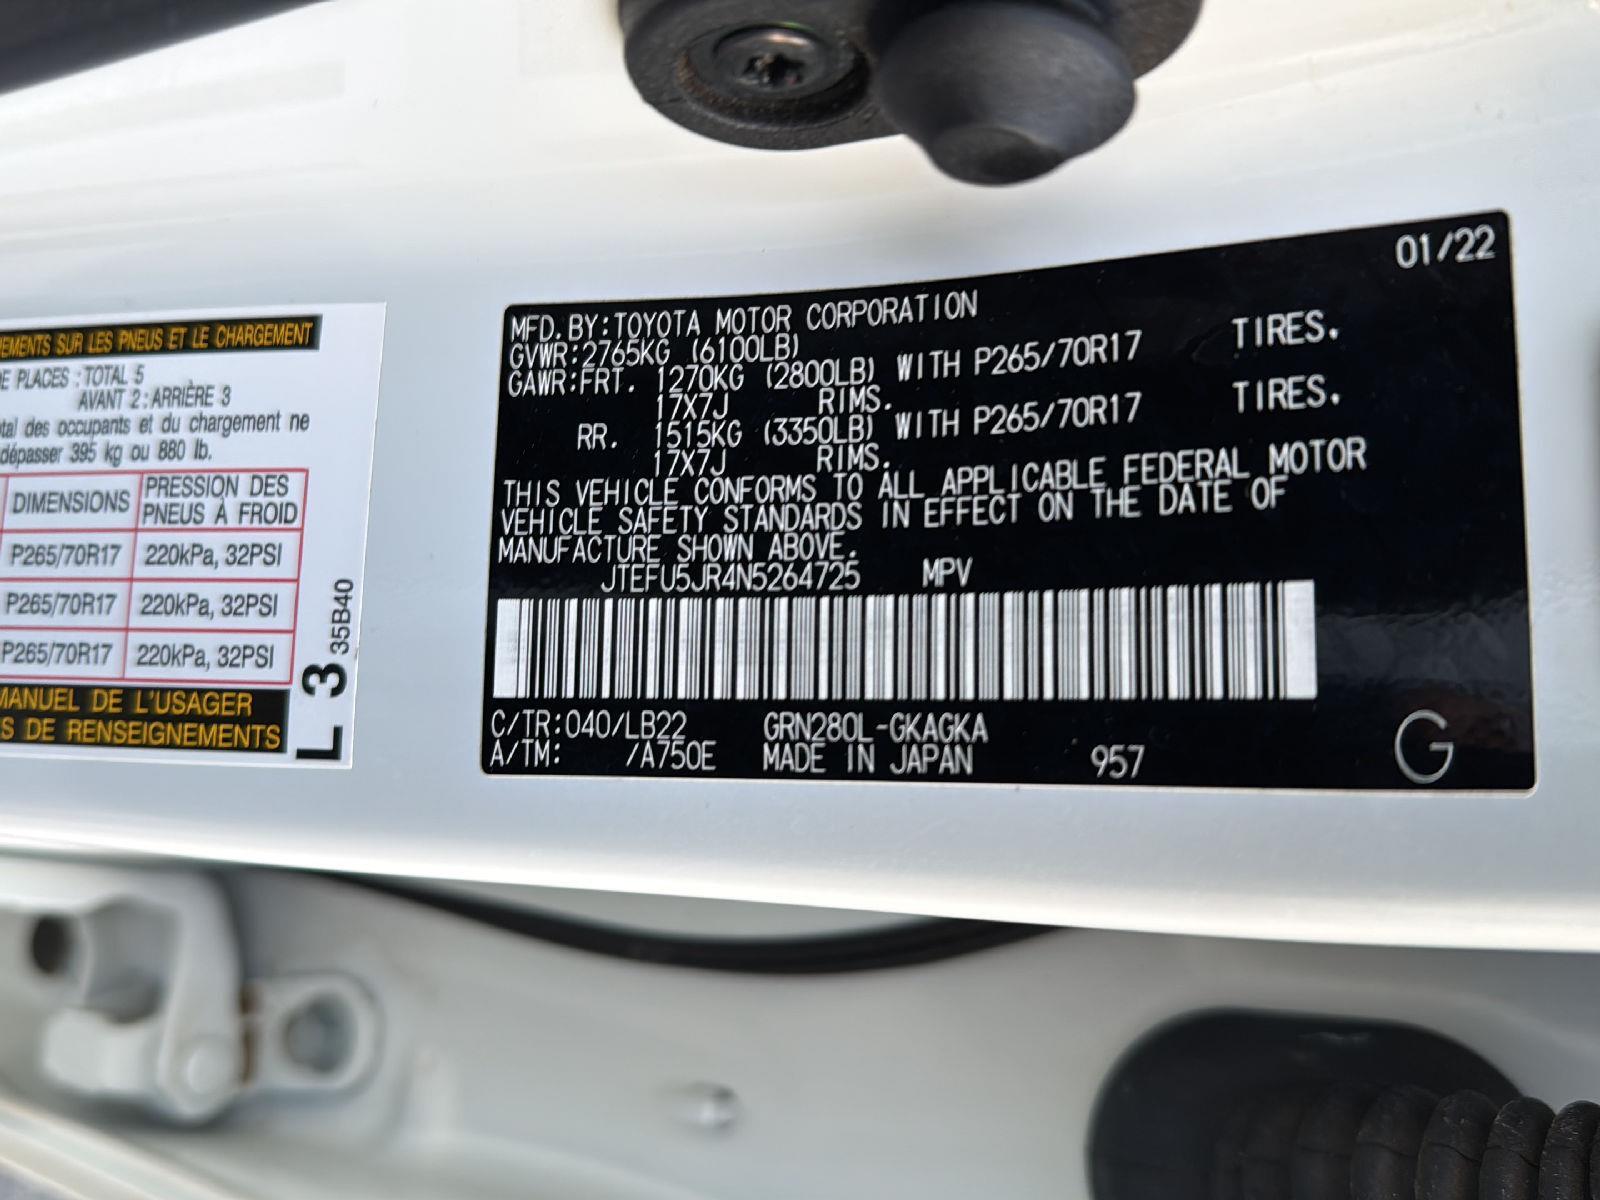 EMENTS SUR LES PNEUS ET LE CHARGEMENT
E PLACES : TOTAL 5
AVANT 2 : ARRIÈRE 3
tal des occupants et du chargement ne
dépasser 395 kg ou 880 lb.
DIMENSIONS PRESSION DES PNEUS À FROID
P265/70R17 220kPa, 32PSI
P265/70R17 220kPa, 32PSI
P265/70R17 220kPa, 32PSI
MANUEL DE L'USAGER
S DE RENSEIGNEMENTS
L 3 35B40
01/22
MFD. BY: TOYOTA MOTOR CORPORATION
GVWR: 2765KG (6100LB)
GAWR: FRT. 1270KG (2800LB) WITH P265/70R17 TIRES.
17X7J RIMS.
RR. 1515KG (3350LB) WITH P265/70R17 TIRES.
17X7J RIMS.
THIS VEHICLE CONFORMS TO ALL APPLICABLE FEDERAL MOTOR
VEHICLE SAFETY STANDARDS IN EFFECT ON THE DATE OF
MANUFACTURE SHOWN ABOVE.
JTEFU5JR4N5264725 MPV
C/TR: 040/LB22 GRN280L-GKAGKA
A/TM: /A750E MADE IN JAPAN 957 G